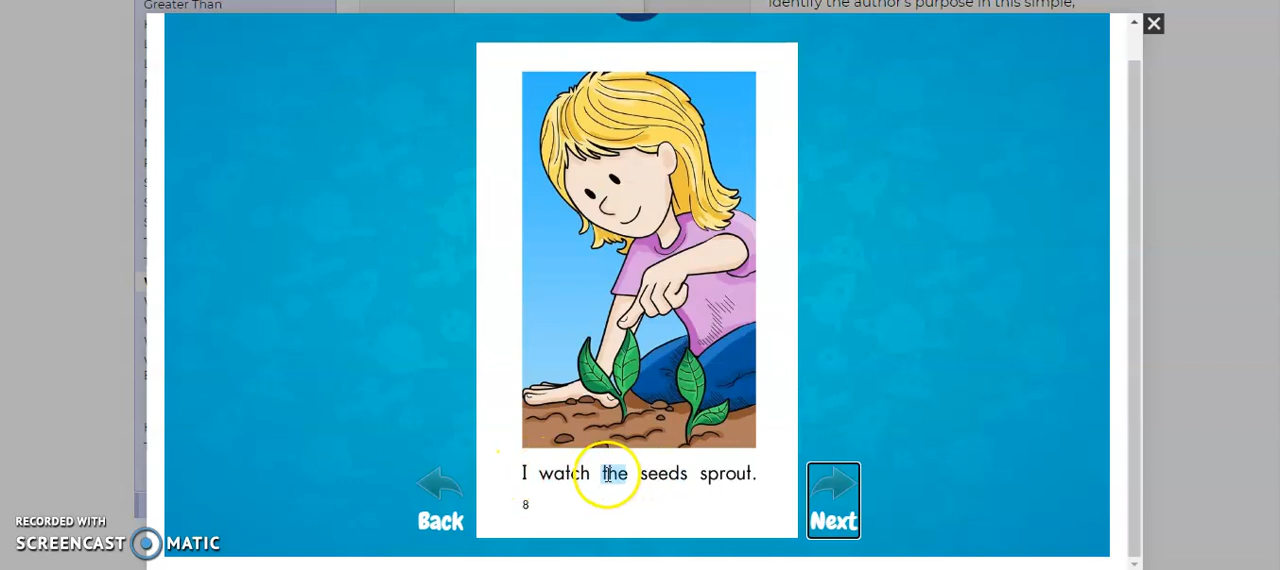 Greater Than
identify the author's purpose in this simple,
I watch the seeds sprout.
8
Back
Next
RECORDED WITH
SCREENCAST MATIC